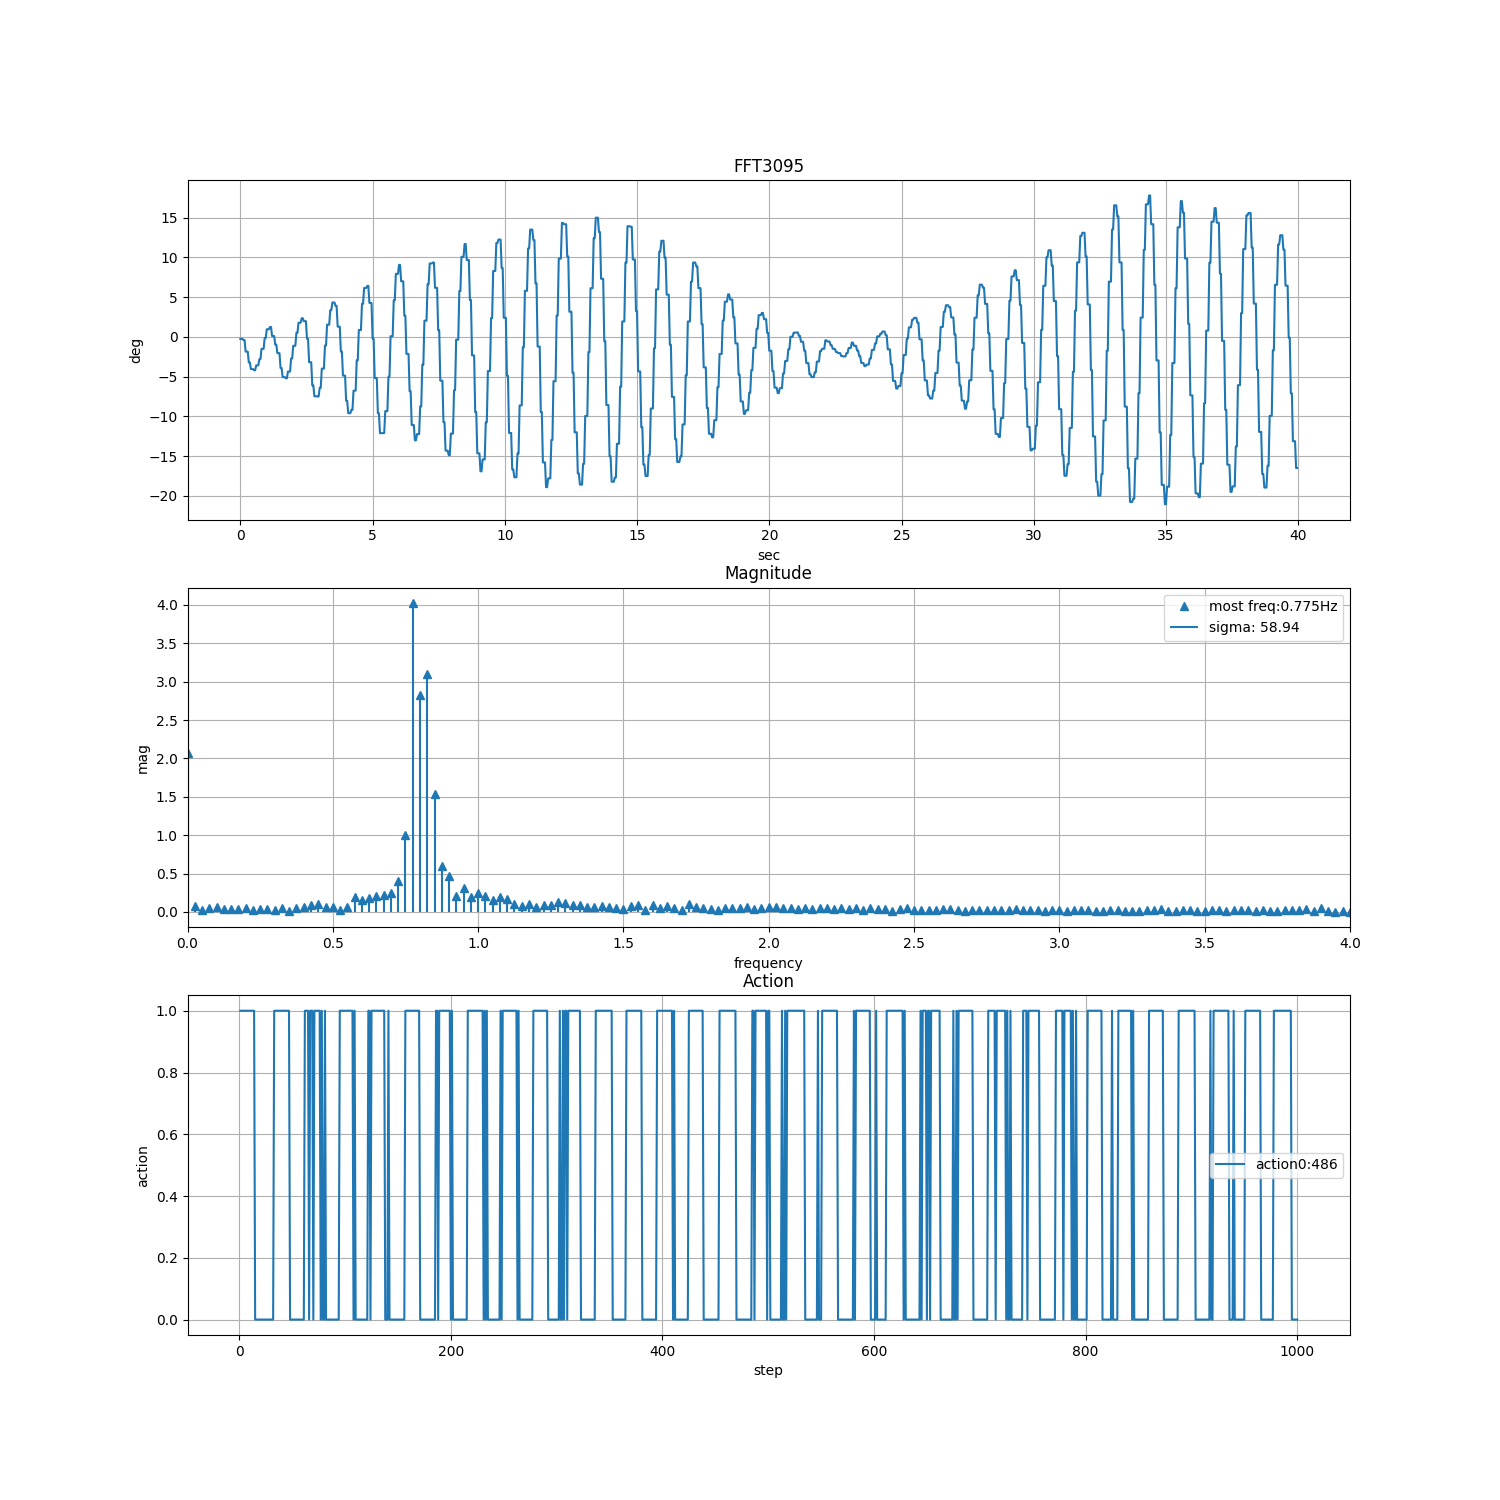 FFT3095
15
10
5
0
−5
−10
−15
−20
deg
0 5 10 15 20 25 30 35 40
sec
Magnitude
4.0
3.5
3.0
2.5
2.0
1.5
1.0
0.5
0.0
mag
most freq:0.775Hz
sigma: 58.94
0.0 0.5 1.0 1.5 2.0 2.5 3.0 3.5 4.0
frequency
Action
1.0
0.8
0.6
0.4
0.2
0.0
action
action0:486
0 200 400 600 800 1000
step